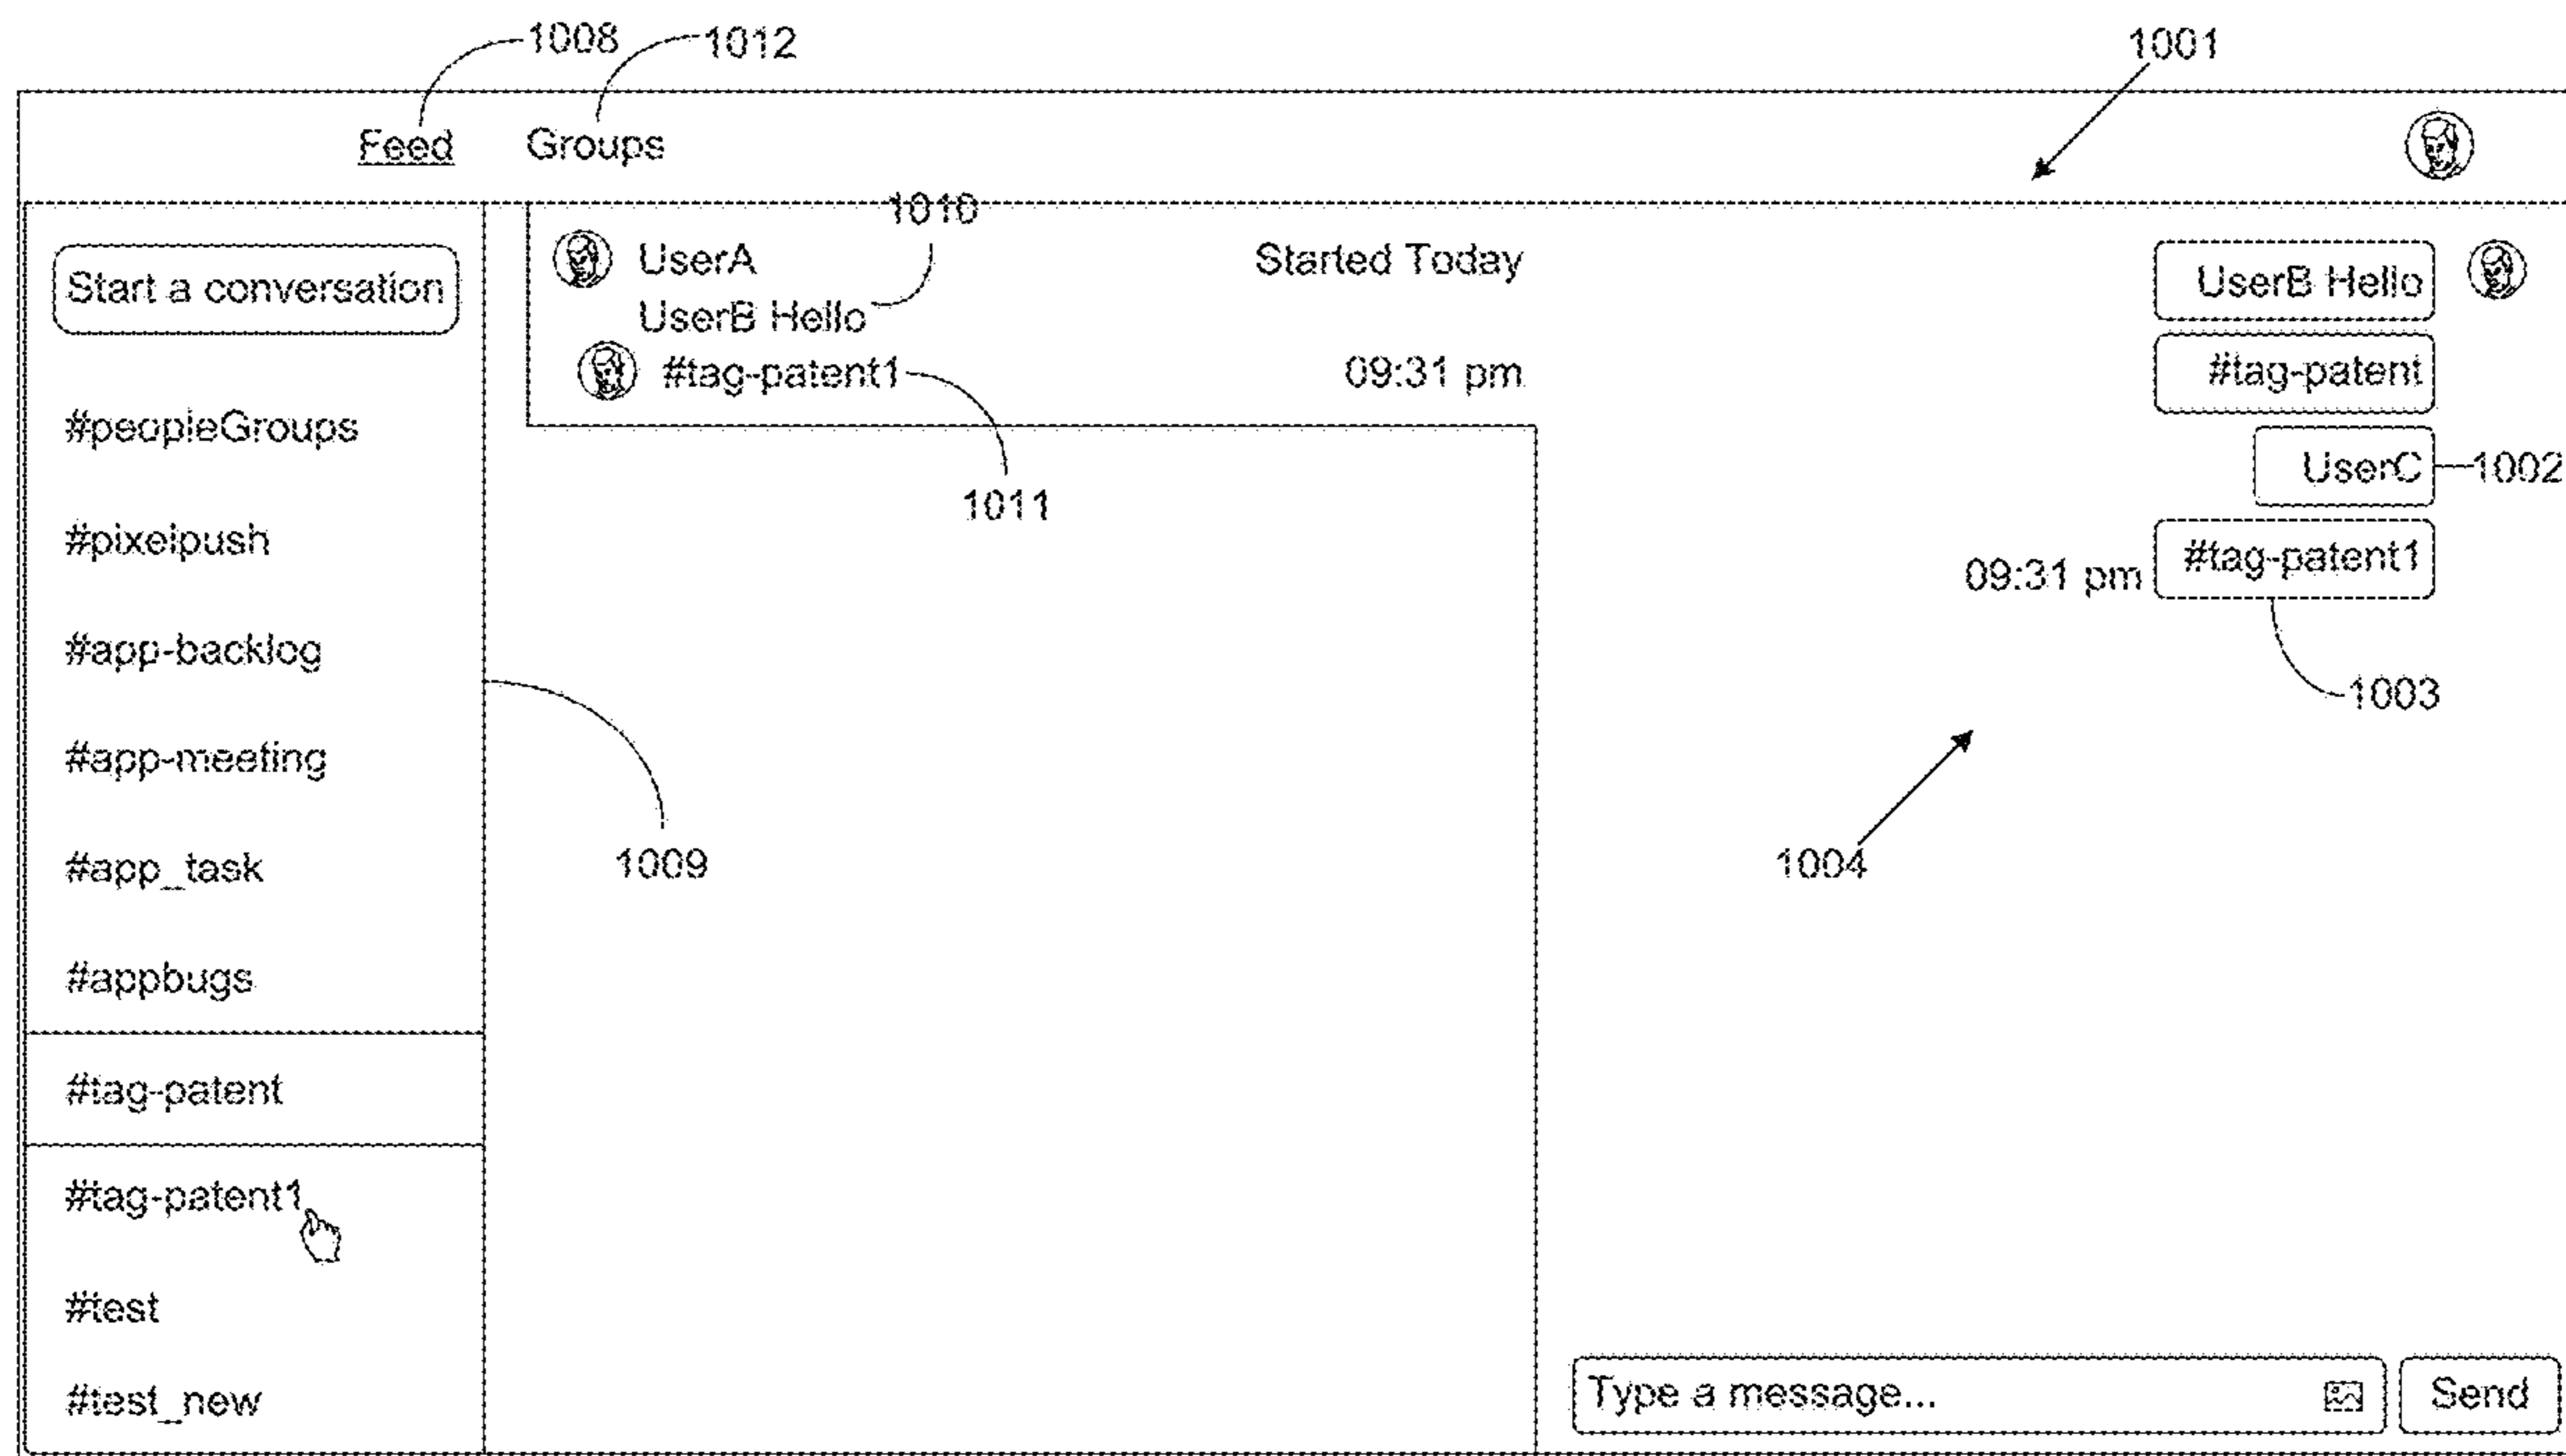 1008
1012
1001
Feed
Groups
1010
Start a conversation
#peopleGroups
#pixelpush
#app-backlog
#app-meeting
#app_task
#appbugs
#tag-patent
#tag-patent1
#test
#test_new
1009
UserA
Started Today
UserB Hello
#tag-patent1
09:31 pm
1011
UserB Hello
#tag-patent
UserC
1002
09:31 pm
#tag-patent1
1003
1004
Type a message...
Send